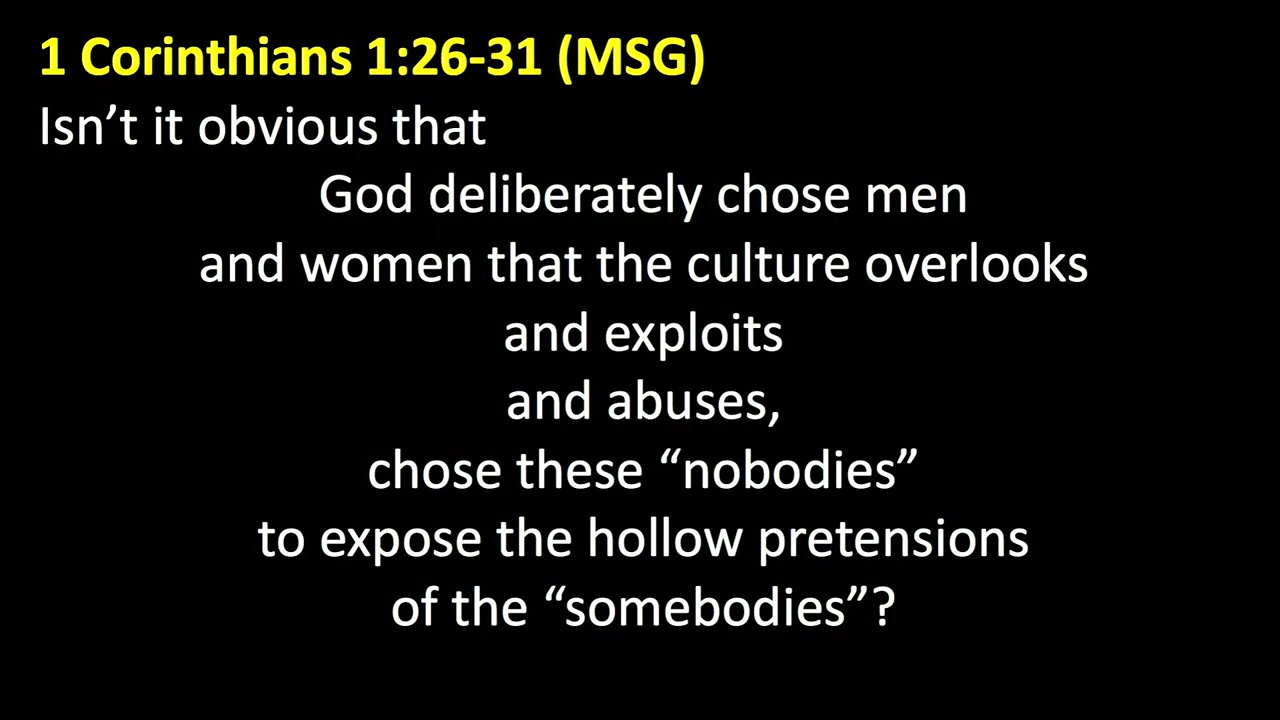 1 Corinthians 1:26-31 (MSG)
Isn’t it obvious that
God deliberately chose men
and women that the culture overlooks
and exploits
and abuses,
chose these “nobodies”
to expose the hollow pretensions
of the “somebodies”?